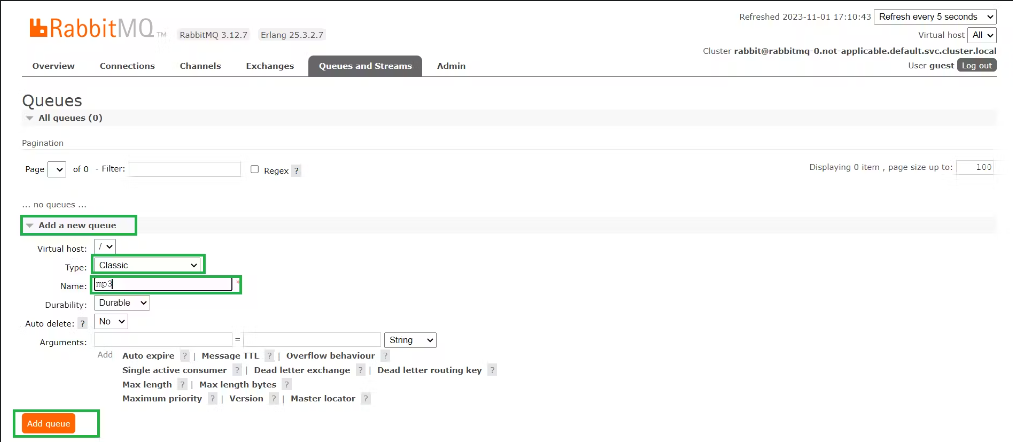 RabbitMQ TM RabbitMQ 3.12.7 Erlang 25.3.2.7
Refreshed 2023-11-01 17:10:43 Refresh every 5 seconds
Virtual host All
Cluster rabbit@rabbitmq-0.not-applicable.default.svc.cluster.local
User guest Log out
Overview Connections Channels Exchanges Queues and Streams Admin
Queues
All queues (0)
Pagination
Page of 0 - Filter: Regex ? Displaying 0 item , page size up to: 100
... no queues ...
Add a new queue
Virtual host: /
Type: Classic
Name: mp3 *
Durability: Durable
Auto delete: ? No
Arguments: = String
Add Auto expire ? | Message TTL ? | Overflow behaviour ?
Single active consumer ? | Dead letter exchange ? | Dead letter routing key ?
Max length ? | Max length bytes ?
Maximum priority ? | Version ? | Master locator ?
Add queue